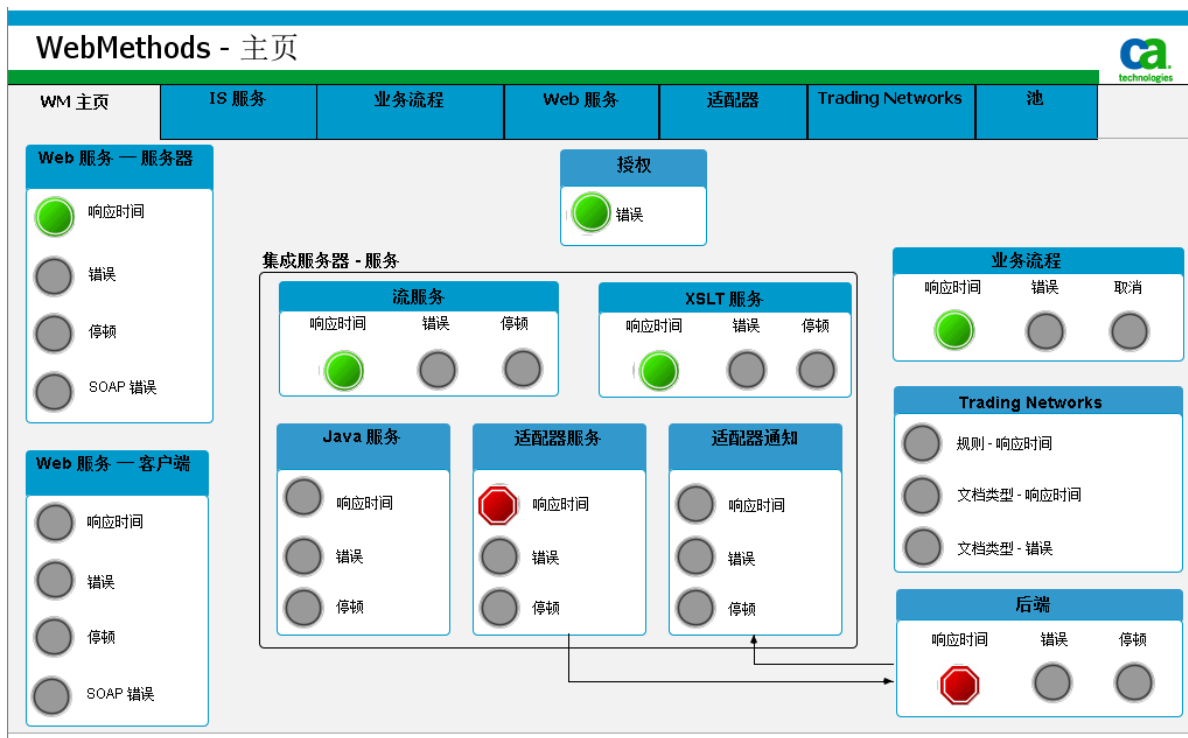 WebMethods - 主页
ca.
technologies
WM 主页
IS 服务
业务流程
Web 服务
适配器
Trading Networks
池
Web 服务 — 服务器
响应时间
错误
停顿
SOAP 错误
授权
错误
集成服务器 - 服务
流服务
响应时间
错误
停顿
XSLT 服务
响应时间
错误
停顿
业务流程
响应时间
错误
取消
Java 服务
响应时间
错误
停顿
适配器服务
响应时间
错误
停顿
适配器通知
响应时间
错误
停顿
Trading Networks
规则 - 响应时间
文档类型 - 响应时间
文档类型 - 错误
Web 服务 — 客户端
响应时间
错误
停顿
SOAP 错误
后端
响应时间
错误
停顿